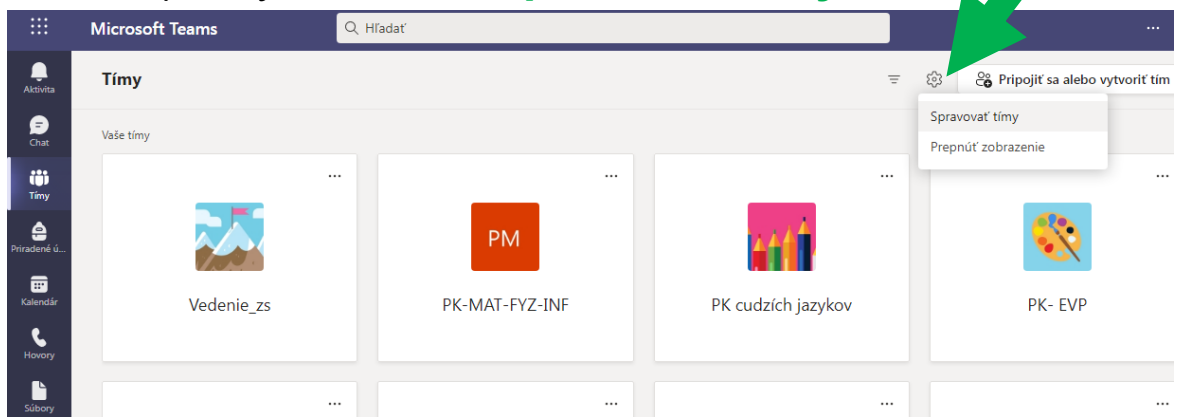 Microsoft Teams
Hľadať
Aktivita
Tímy
Pripojiť sa alebo vytvoriť tím
Spravovať tímy
Prepnúť zobrazenie
Chat
Vaše tímy
Tímy
PM
Priradené ú...
Kalendár
Vedenie_zs
PK-MAT-FYZ-INF
PK cudzích jazykov
PK- EVP
Hovory
Súbory